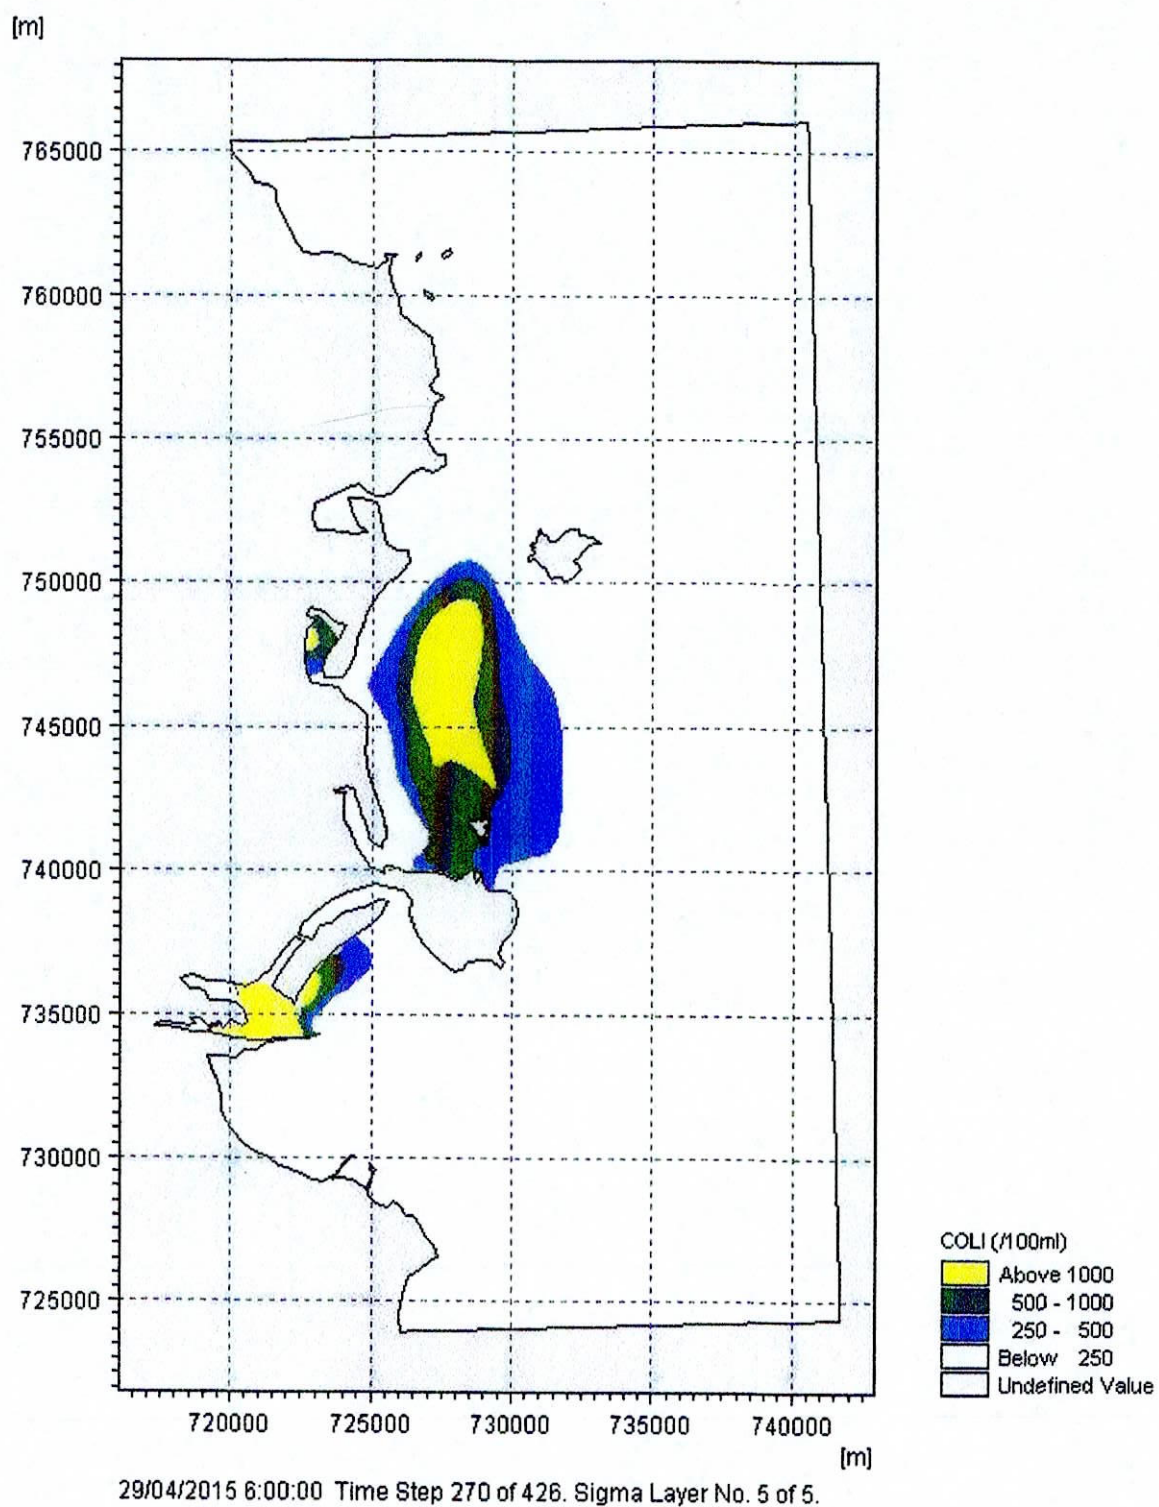 [m]
765000
760000
755000
750000
745000
740000
735000
730000
725000
720000 725000 730000 735000 740000
[m]
COLI (/100ml)
Above 1000
500 - 1000
250 - 500
Below 250
Undefined Value
29/04/2015 6:00:00 Time Step 270 of 426. Sigma Layer No. 5 of 5.